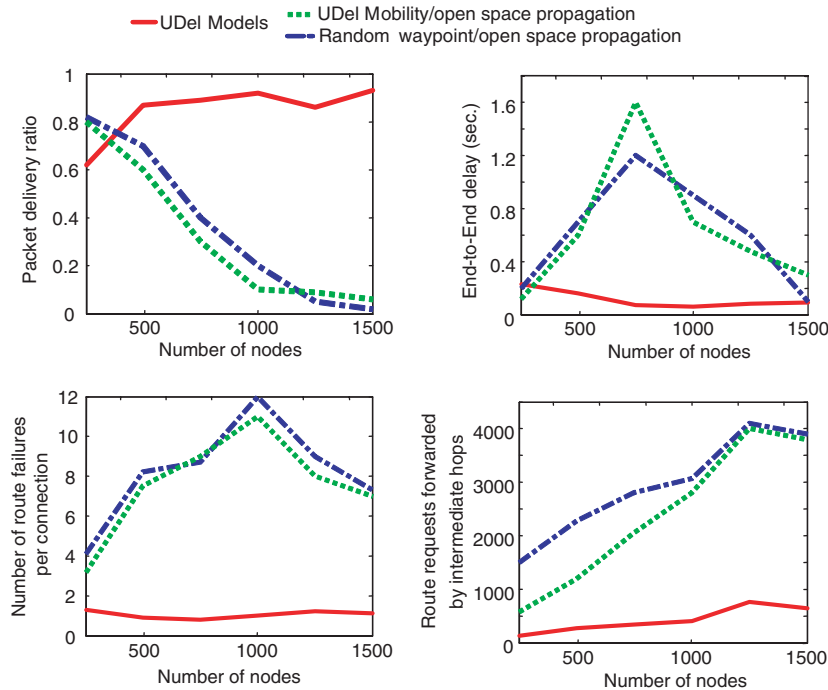 UDel Models
UDel Mobility/open space propagation
Random waypoint/open space propagation
Packet delivery ratio
1
0.8
0.6
0.4
0.2
0
500
1000
1500
Number of nodes
End-to-End delay (sec.)
1.6
1.2
0.8
0.4
0
500
1000
1500
Number of nodes
Number of route failures
per connection
12
10
8
6
4
2
0
500
1000
1500
Number of nodes
Route requests forwarded
by intermediate hops
4000
3000
2000
1000
0
500
1000
1500
Number of nodes